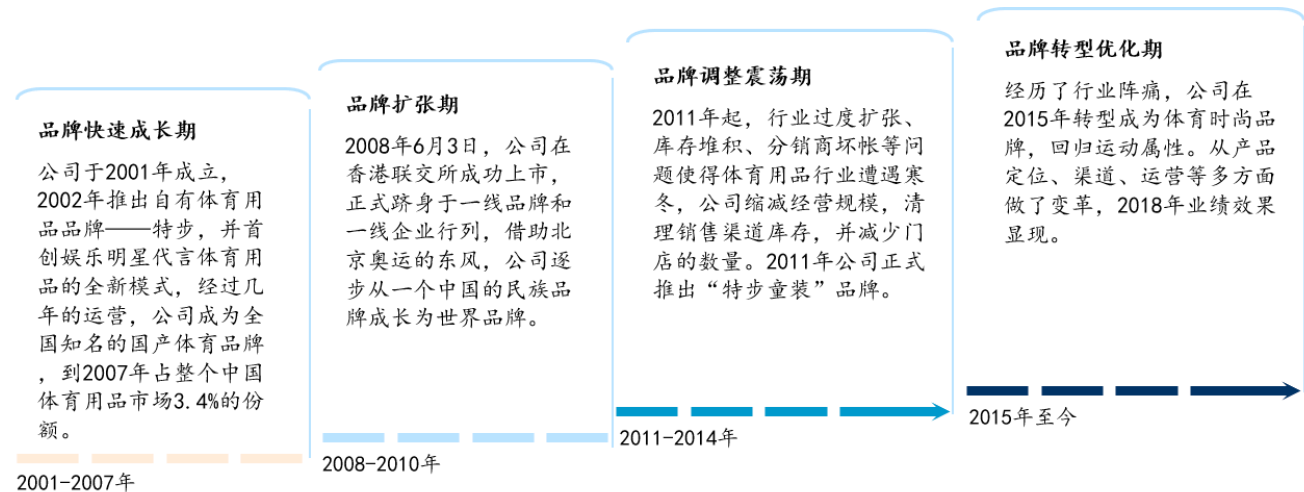 品牌快速成长期
公司于2001年成立，
2002年推出自有体育用
品品牌——特步，并首
创娱乐明星代言体育用
品的全新模式，经过几
年的运营，公司成为全
国知名的国产体育品牌
，到2007年占整个中国
体育用品市场3.4%的份
额。
2001-2007年
品牌扩张期
2008年6月3日，公司在
香港联交所成功上市，
正式跻身于一线品牌和
一线企业行列，借助北
京奥运的东风，公司逐
步从一个中国的民族品
牌成长为世界品牌。
2008-2010年
品牌调整震荡期
2011年起，行业过度扩张、
库存堆积、分销商坏帐等问
题使得体育用品行业遭遇寒
冬，公司缩减经营规模，清
理销售渠道库存，并减少门
店的数量。2011年公司正式
推出“特步童装”品牌。
2011-2014年
品牌转型优化期
经历了行业阵痛，公司在
2015年转型成为体育时尚品
牌，回归运动属性。从产品
定位、渠道、运营等多方面
做了变革，2018年业绩效果
显现。
2015年至今